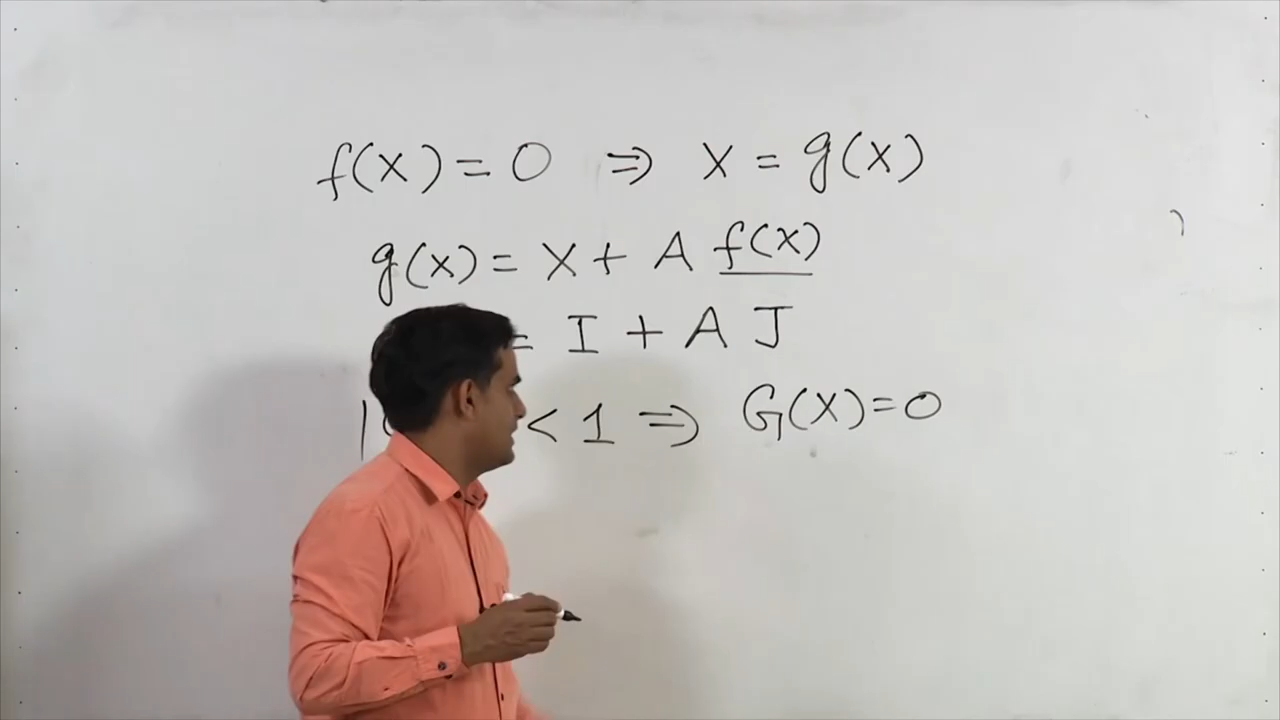 f(x) = 0 ⇒ x = g(x)
g(x) = x + A f(x)
= I + A J
| < 1 ⇒ G(x) = 0